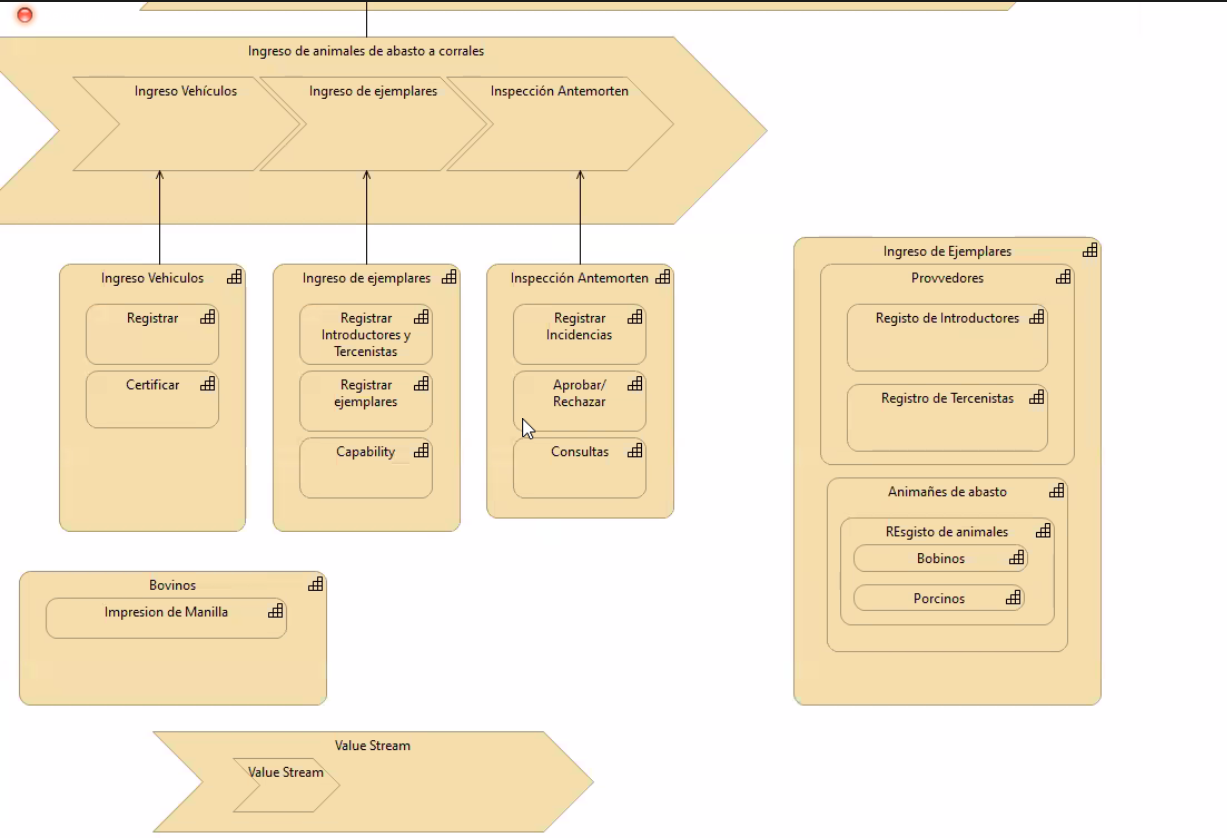 Ingreso de animales de abasto a corrales
Ingreso Vehículos
Ingreso de ejemplares
Inspección Antemorten
Ingreso Vehiculos
Registrar
Certificar
Ingreso de ejemplares
Registrar
Introductores y
Tercenistas
Registrar
ejemplares
Capability
Inspección Antemorten
Registrar
Incidencias
Aprobar/
Rechazar
Consultas
Ingreso de Ejemplares
Provvedores
Registo de Introductores
Registro de Tercenistas
Animañes de abasto
REsgisto de animales
Bobinos
Porcinos
Bovinos
Impresion de Manilla
Value Stream
Value Stream